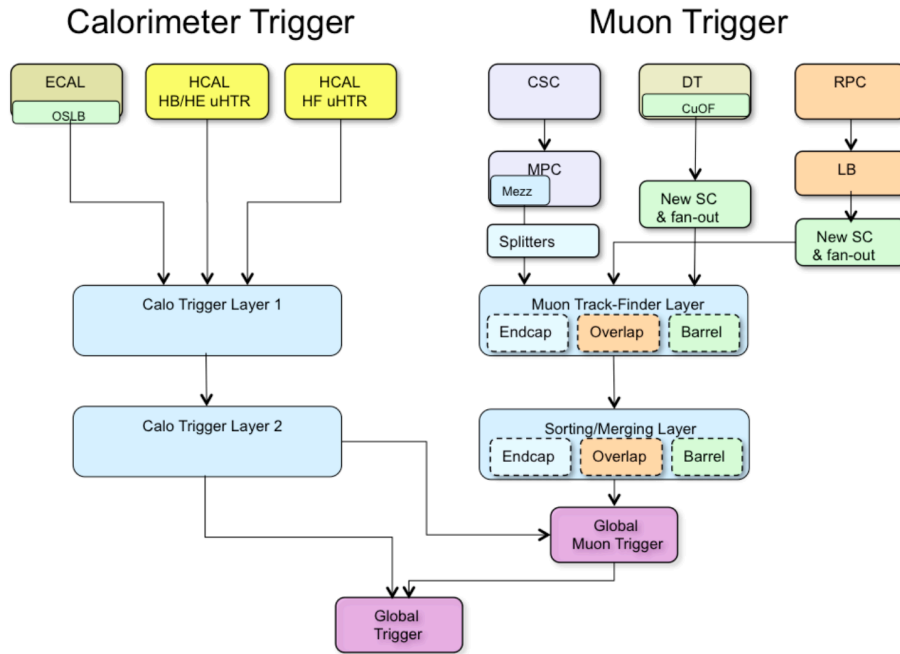 Calorimeter Trigger
Muon Trigger
ECAL
OSLB
HCAL
HB/HE uHTR
HCAL
HF uHTR
CSC
DT
CuOF
RPC
MPC
Mezz
LB
New SC
& fan-out
Splitters
New SC
& fan-out
Calo Trigger Layer 1
Muon Track-Finder Layer
Endcap
Overlap
Barrel
Calo Trigger Layer 2
Sorting/Merging Layer
Endcap
Overlap
Barrel
Global
Muon Trigger
Global
Trigger